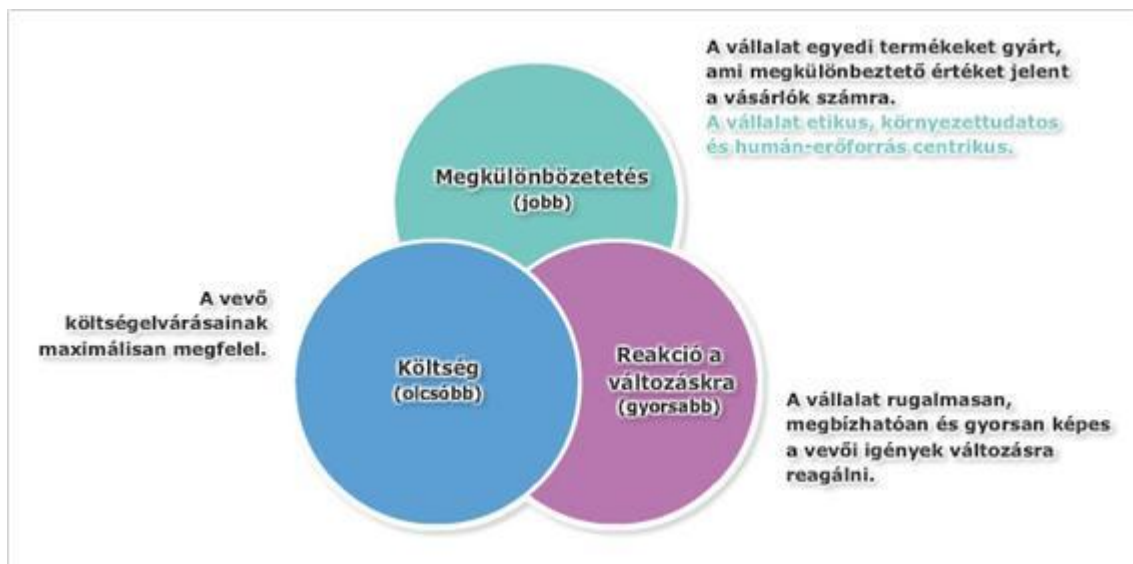 A vállalat egyedi termékeket gyárt,
ami megkülönbeztető értéket jelent
a vásárlók számra.
A vállalat etikus, környezettudatos
és humán-erőforrás centrikus.
Megkülönbözetetés
(jobb)
A vevő
költségelvárásainak
maximálisan megfelel.
Költség
(olcsóbb)
Reakció a
változáskra
(gyorsabb)
A vállalat rugalmasan,
megbízhatóan és gyorsan képes
a vevői igények változásra
reagálni.